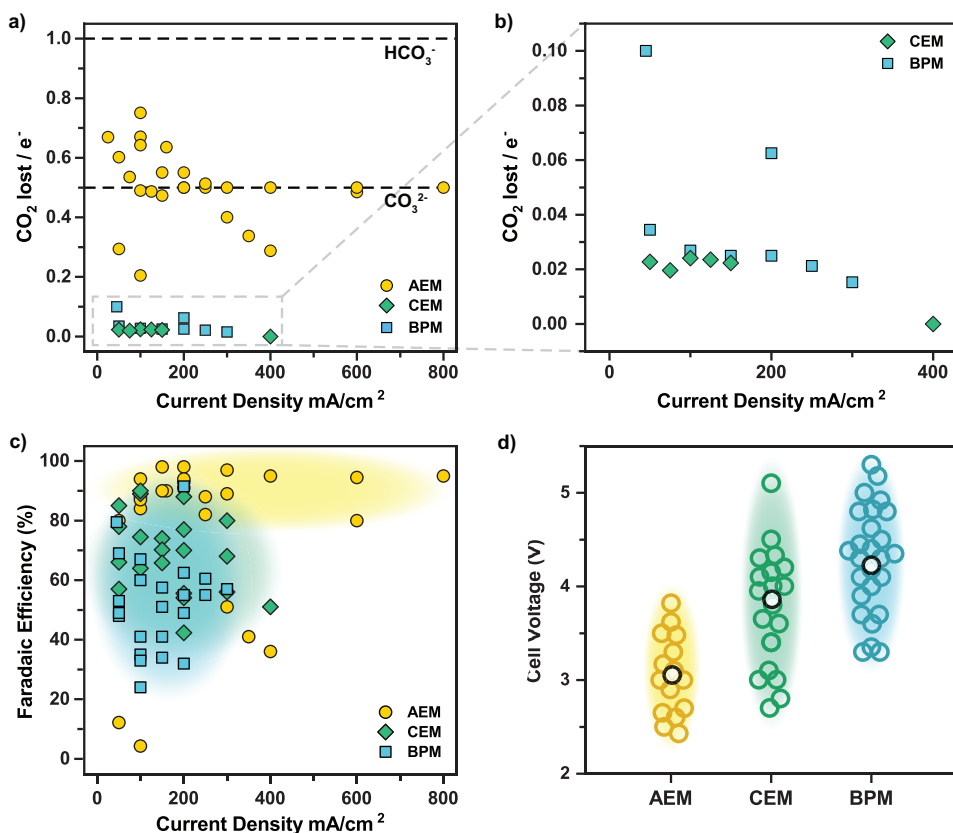 a)
1.0
0.8
0.6
0.4
0.2
0.0
CO₂ lost / e⁻
HCO₃⁻
CO₃²⁻
AEM
CEM
BPM
0 200 400 600 800
Current Density mA/cm²
b)
0.10
0.08
0.06
0.04
0.02
0.00
CO₂ lost / e⁻
CEM
BPM
0 200 400
Current Density mA/cm²
c)
100
80
60
40
20
0
Faradaic Efficiency (%)
AEM
CEM
BPM
0 200 400 600 800
Current Density mA/cm²
d)
5
4
3
2
Cell Voltage (V)
AEM CEM BPM